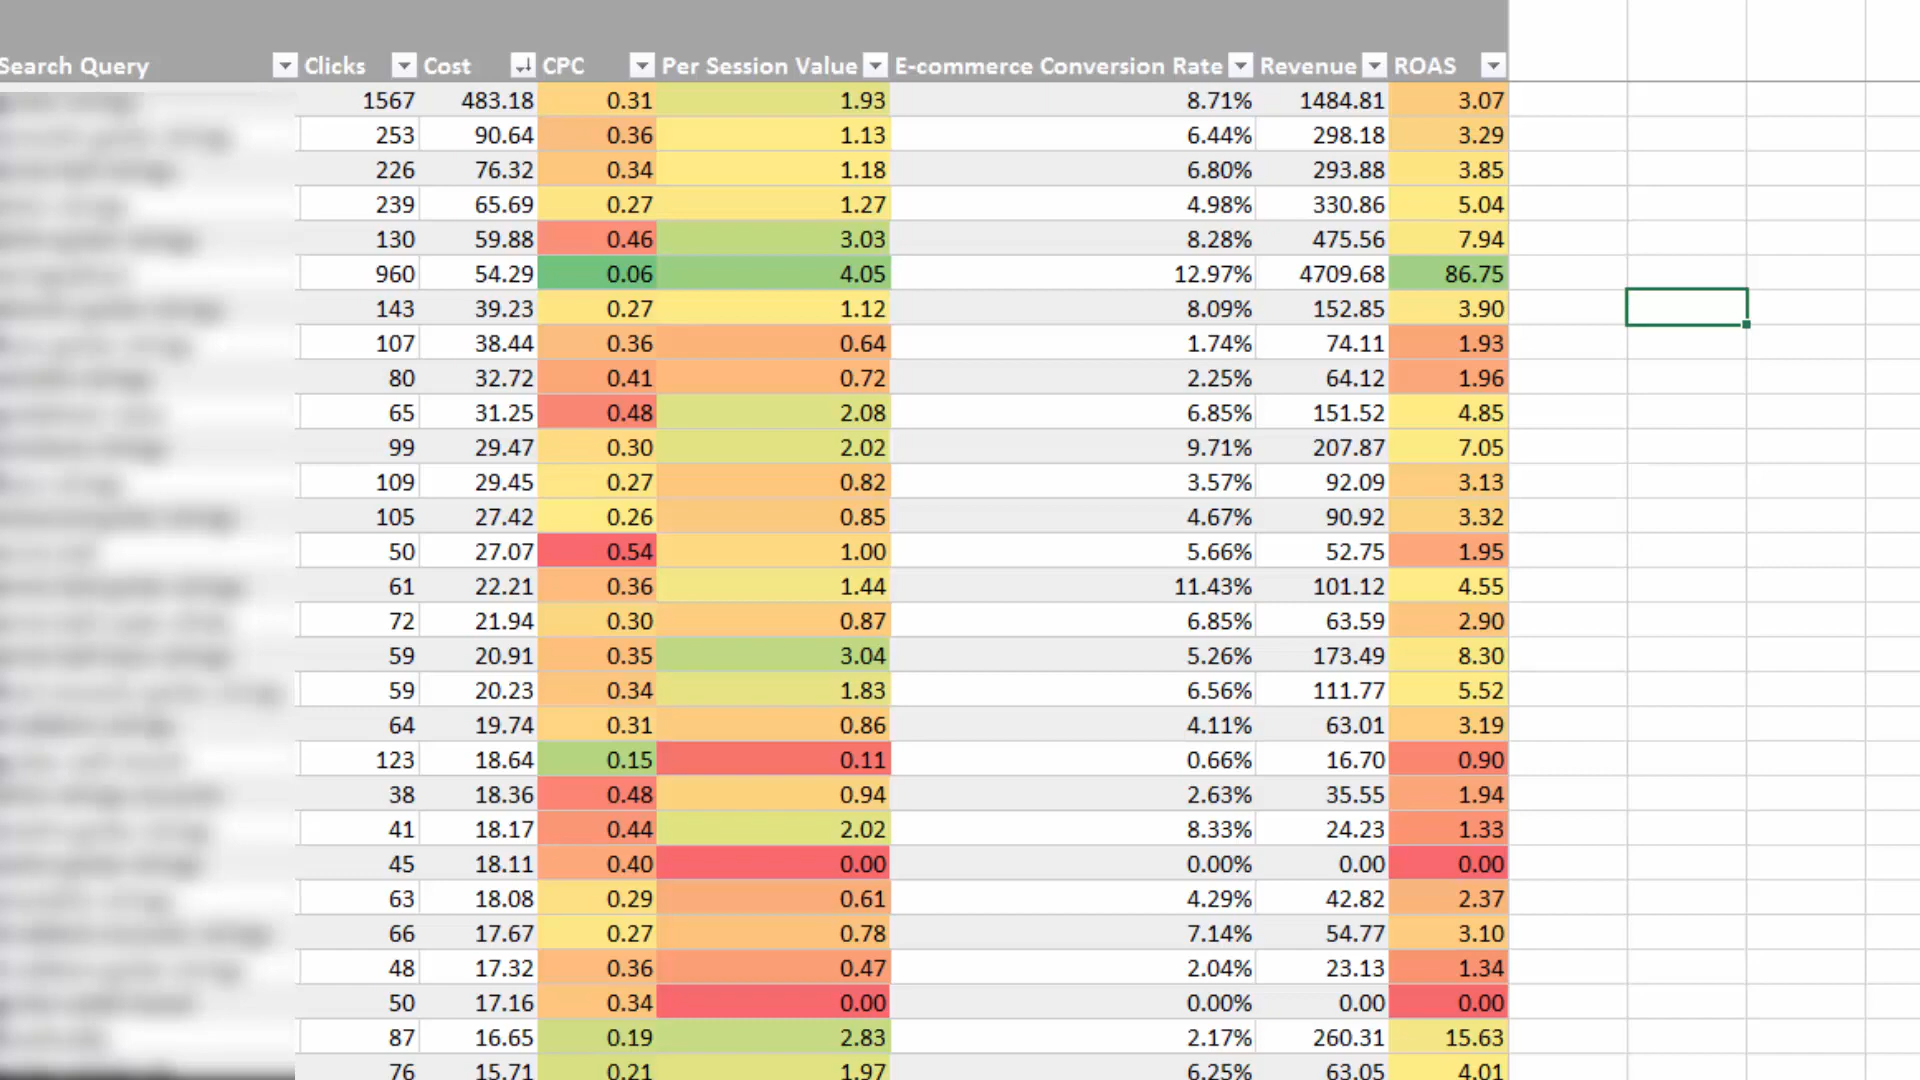 Search Query Clicks Cost CPC Per Session Value E-commerce Conversion Rate Revenue ROAS
1567 483.18 0.31 1.93 8.71% 1484.81 3.07
253 90.64 0.36 1.13 6.44% 298.18 3.29
226 76.32 0.34 1.18 6.80% 293.88 3.85
239 65.69 0.27 1.27 4.98% 330.86 5.04
130 59.88 0.46 3.03 8.28% 475.56 7.94
960 54.29 0.06 4.05 12.97% 4709.68 86.75
143 39.23 0.27 1.12 8.09% 152.85 3.90
107 38.44 0.36 0.64 1.74% 74.11 1.93
80 32.72 0.41 0.72 2.25% 64.12 1.96
65 31.25 0.48 2.08 6.85% 151.52 4.85
99 29.47 0.30 2.02 9.71% 207.87 7.05
109 29.45 0.27 0.82 3.57% 92.09 3.13
105 27.42 0.26 0.85 4.67% 90.92 3.32
50 27.07 0.54 1.00 5.66% 52.75 1.95
61 22.21 0.36 1.44 11.43% 101.12 4.55
72 21.94 0.30 0.87 6.85% 63.59 2.90
59 20.91 0.35 3.04 5.26% 173.49 8.30
59 20.23 0.34 1.83 6.56% 111.77 5.52
64 19.74 0.31 0.86 4.11% 63.01 3.19
123 18.64 0.15 0.11 0.66% 16.70 0.90
38 18.36 0.48 0.94 2.63% 35.55 1.94
41 18.17 0.44 2.02 8.33% 24.23 1.33
45 18.11 0.40 0.00 0.00% 0.00 0.00
63 18.08 0.29 0.61 4.29% 42.82 2.37
66 17.67 0.27 0.78 7.14% 54.77 3.10
48 17.32 0.36 0.47 2.04% 23.13 1.34
50 17.16 0.34 0.00 0.00% 0.00 0.00
87 16.65 0.19 2.83 2.17% 260.31 15.63
76 15.71 0.21 1.97 6.25% 63.05 4.01